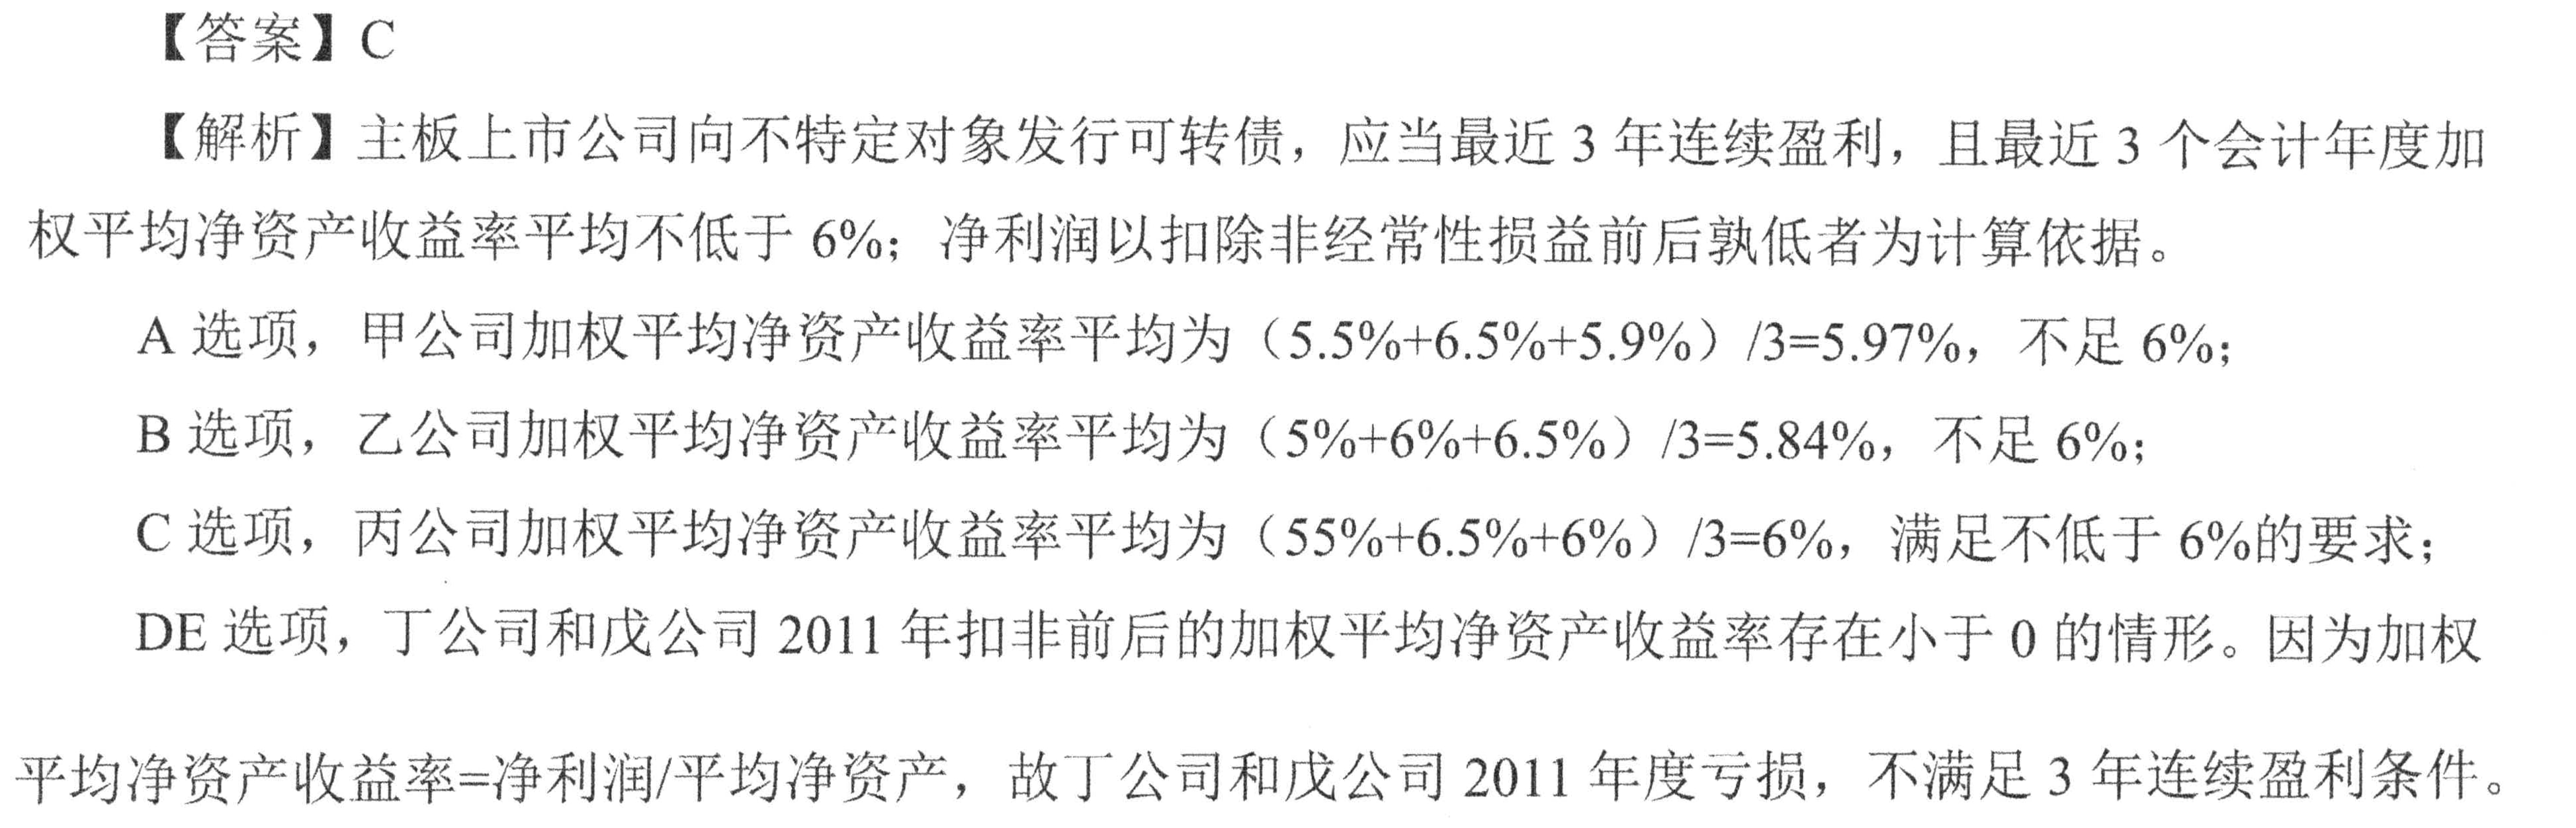 【答案】C
【解析】主板上市公司向不特定对象发行可转债，应当最近 3 年连续盈利，且最近 3 个会计年度加
权平均净资产收益率平均不低于 6%；净利润以扣除非经常性损益前后孰低者为计算依据。
A 选项，甲公司加权平均净资产收益率平均为（5.5%+6.5%+5.9%）/3=5.97%，不足 6%；
B 选项，乙公司加权平均净资产收益率平均为（5%+6%+6.5%）/3=5.84%，不足 6%；
C 选项，丙公司加权平均净资产收益率平均为（55%+6.5%+6%）/3=6%，满足不低于 6%的要求；
DE 选项，丁公司和戊公司 2011 年扣非前后的加权平均净资产收益率存在小于 0 的情形。因为加权
平均净资产收益率=净利润/平均净资产，故丁公司和戊公司 2011 年度亏损，不满足 3 年连续盈利条件。